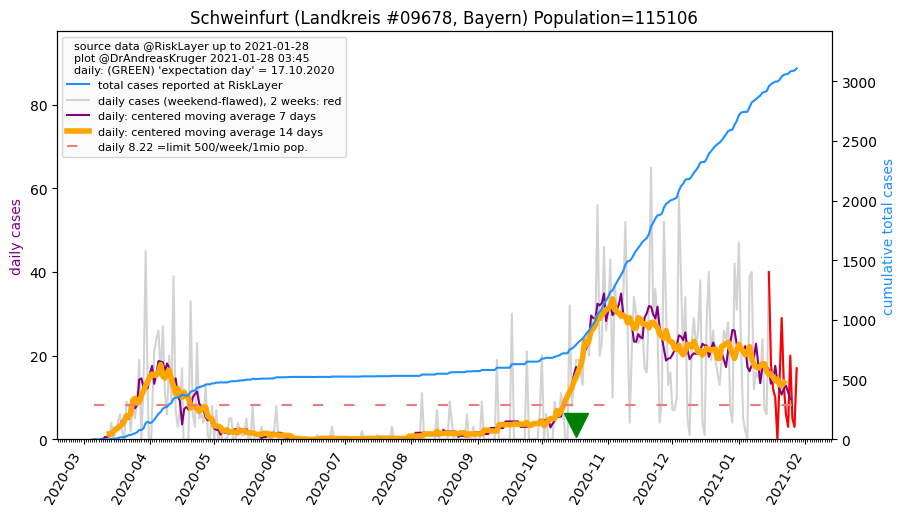 Schweinfurt (Landkreis #09678, Bayern) Population=115106
source data @RiskLayer up to 2021-01-28
plot @DrAndreasKruger 2021-01-28 03:45
daily: (GREEN) 'expectation day' = 17.10.2020
total cases reported at RiskLayer
daily cases (weekend-flawed), 2 weeks: red
daily: centered moving average 7 days
daily: centered moving average 14 days
daily 8.22 =limit 500/week/1mio pop.
daily cases
80
60
40
20
0
cumulative total cases
3000
2500
2000
1500
1000
500
0
2020-03
2020-04
2020-05
2020-06
2020-07
2020-08
2020-09
2020-10
2020-11
2020-12
2021-01
2021-02